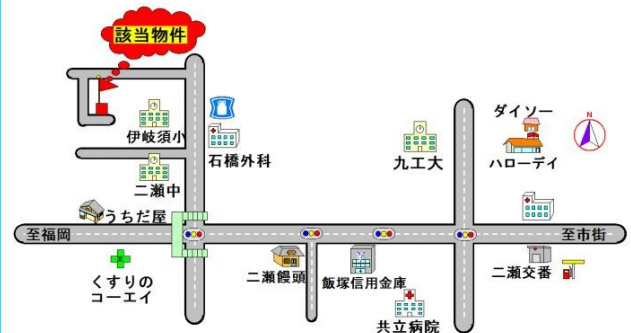 該当物件
N
ダイソー
ハローデイ
伊岐須小
石橋外科
九工大
二瀬中
うちだ屋
至福岡
至市街
くすりの
コーエイ
二瀬饅頭
飯塚信用金庫
二瀬交番
共立病院